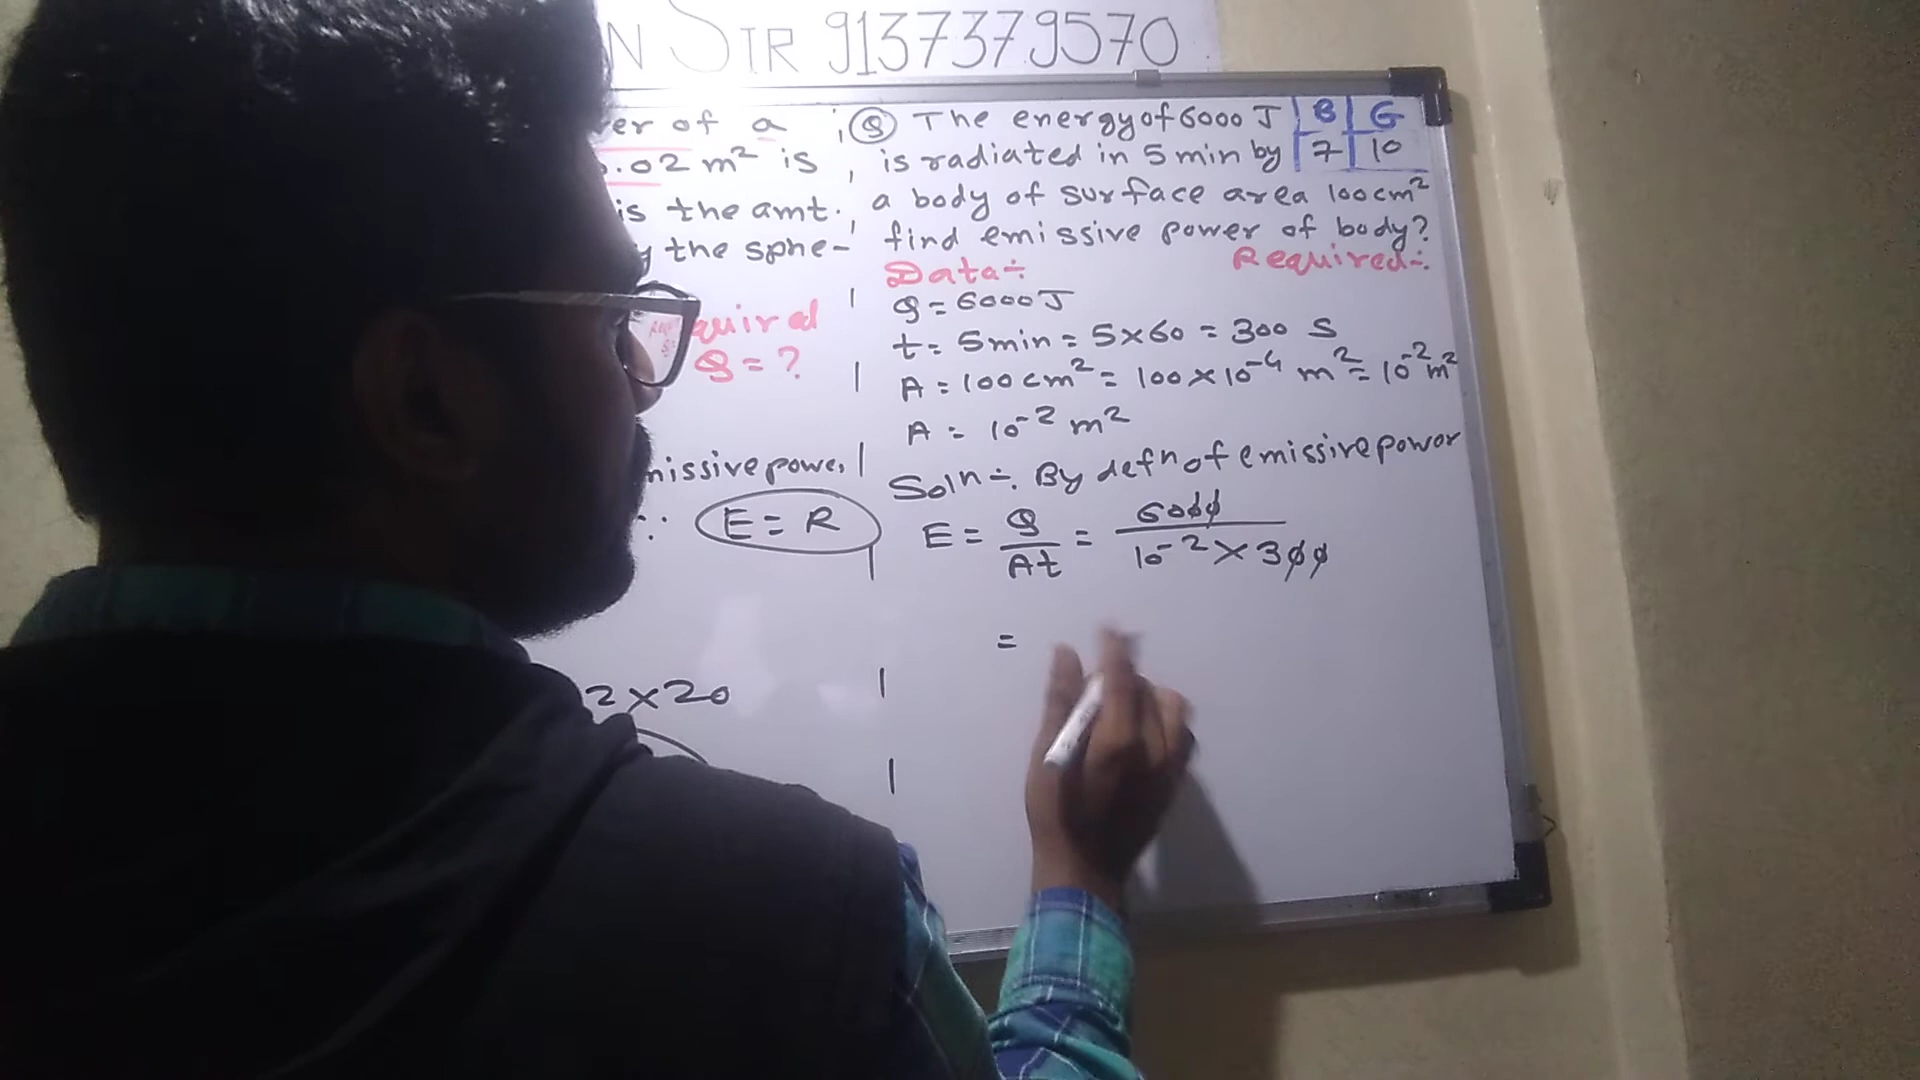 N SIR 9137379570
er of a
.02 m² is
is the amt.
y the sphe-
quired
Q = ?
missive power
∵ E = R
2×20
Q The energy of 6000 J
is radiated in 5 min by
a body of surface area 100 cm²
find emissive power of body?
B G
7 10
Data÷ Required÷
Q = 6000 J
t = 5 min = 5×60 = 300 S
A = 100 cm² = 100×10⁻⁴ m² = 10⁻² m²
A = 10⁻² m²
Soln÷ By defn of emissive power
E = Q/At = 6000/10⁻²×300
=